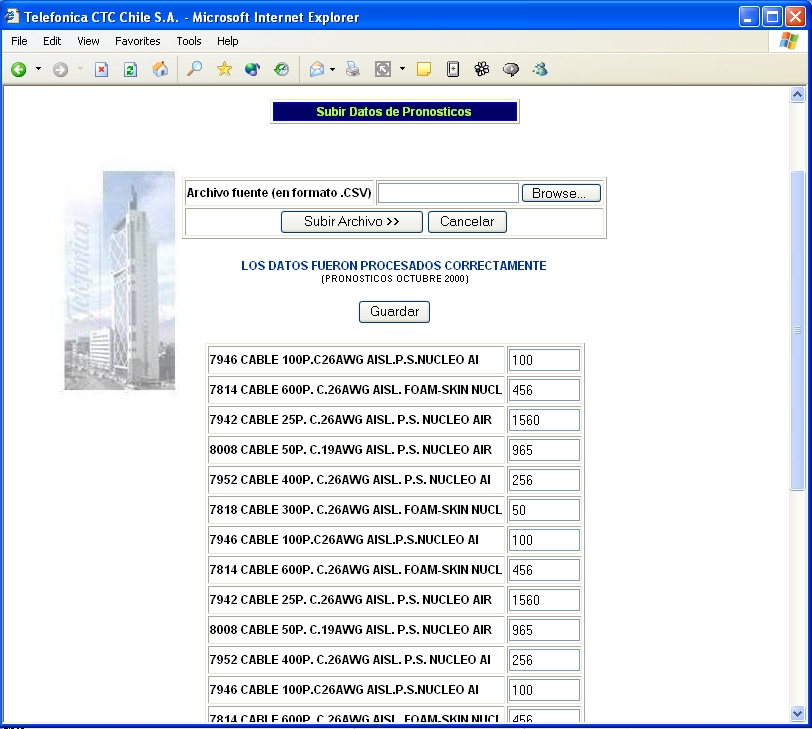 Telefonica CTC Chile S.A. - Microsoft Internet Explorer
File Edit View Favorites Tools Help
Subir Datos de Pronosticos
Telefónica
Archivo fuente (en formato .CSV) Browse...
Subir Archivo >> Cancelar
LOS DATOS FUERON PROCESADOS CORRECTAMENTE
(PRONOSTICOS OCTUBRE 2000)
Guardar
7946 CABLE 100P.C26AWG AISL.P.S.NUCLEO AI 100
7814 CABLE 600P. C.26AWG AISL. FOAM-SKIN NUCL 456
7942 CABLE 25P. C.26AWG AISL. P.S. NUCLEO AIR 1560
8008 CABLE 50P. C.19AWG AISL. P.S. NUCLEO AIR 965
7952 CABLE 400P. C.26AWG AISL. P.S. NUCLEO AI 256
7818 CABLE 300P. C.26AWG AISL. FOAM-SKIN NUCL 50
7946 CABLE 100P.C26AWG AISL.P.S.NUCLEO AI 100
7814 CABLE 600P. C.26AWG AISL. FOAM-SKIN NUCL 456
7942 CABLE 25P. C.26AWG AISL. P.S. NUCLEO AIR 1560
8008 CABLE 50P. C.19AWG AISL. P.S. NUCLEO AIR 965
7952 CABLE 400P. C.26AWG AISL. P.S. NUCLEO AI 256
7946 CABLE 100P.C26AWG AISL.P.S.NUCLEO AI 100
7814 CABLE 600P. C.26AWG AISL. FOAM-SKIN NUCL 456